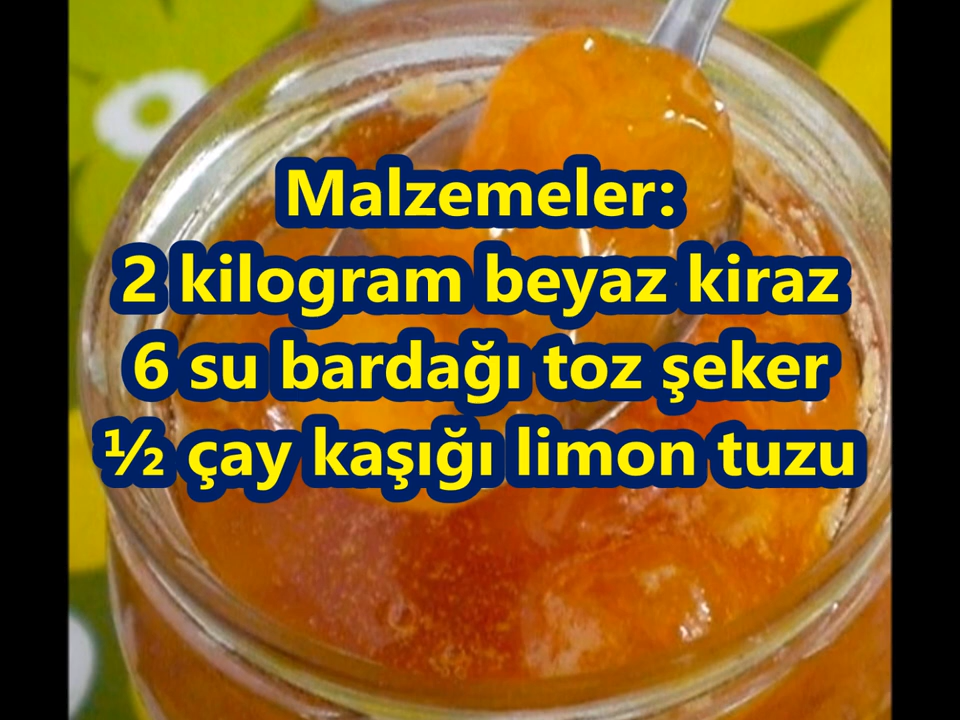 Malzemeler:
2 kilogram beyaz kiraz
6 su bardağı toz şeker
½ çay kaşığı limon tuzu